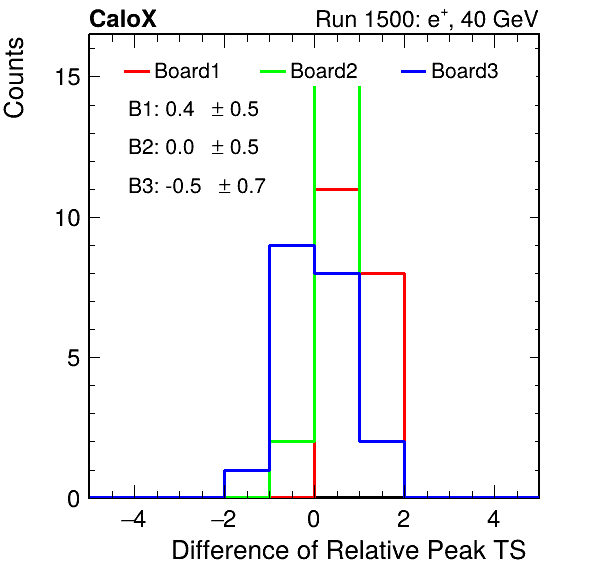 CaloX Run 1500: e+, 40 GeV
Counts
Board1 Board2 Board3
B1: 0.4 ± 0.5
B2: 0.0 ± 0.5
B3: -0.5 ± 0.7
15
10
5
0
−4 −2 0 2 4
Difference of Relative Peak TS